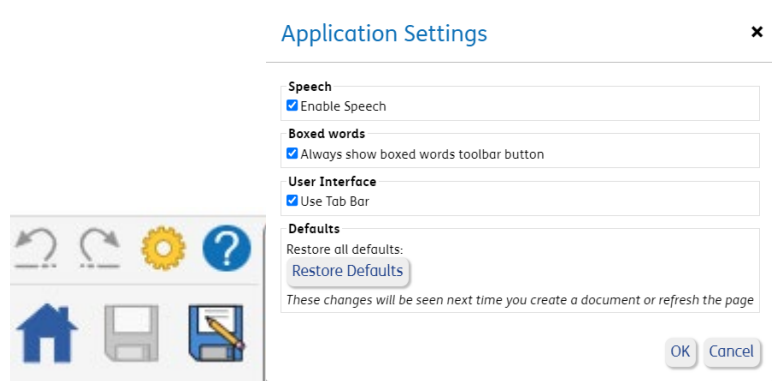 Application Settings
Speech
Enable Speech
Boxed words
Always show boxed words toolbar button
User Interface
Use Tab Bar
Defaults
Restore all defaults:
Restore Defaults
These changes will be seen next time you create a document or refresh the page
OK Cancel